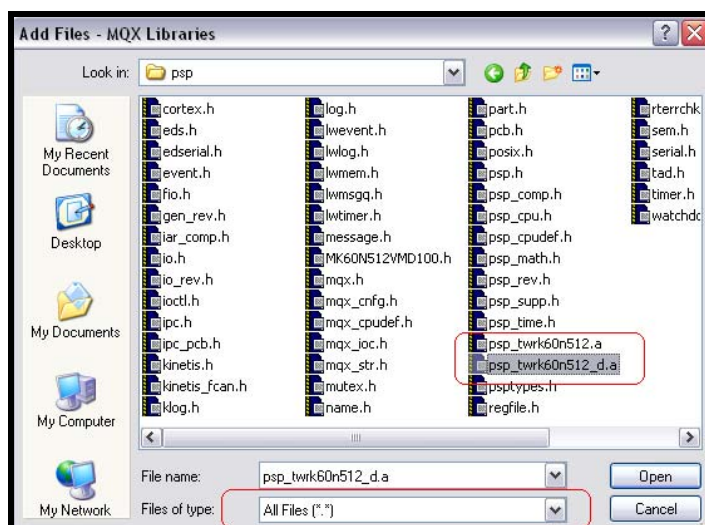 Add Files - MQX Libraries
Look in:
psp
My Recent
Documents
Desktop
My Documents
My Computer
My Network
cortex.h
eds.h
edserial.h
event.h
fio.h
gen_rev.h
iar_comp.h
io.h
io_rev.h
ioctl.h
ipc.h
ipc_pcb.h
kinetis.h
kinetis_fcan.h
klog.h
log.h
lwevent.h
lwlog.h
lwmem.h
lwmsgq.h
lwtimer.h
message.h
MK60N512VMD100.h
mqx.h
mqx_cnfg.h
mqx_cpudef.h
mqx_ioc.h
mqx_str.h
mutex.h
name.h
part.h
pcb.h
posix.h
psp.h
psp_comp.h
psp_cpu.h
psp_cpudef.h
psp_math.h
psp_rev.h
psp_supp.h
psp_time.h
psp_twrk60n512.a
psp_twrk60n512_d.a
psptypes.h
regfile.h
rterrchk
sem.h
serial.h
tad.h
timer.h
watchdo
File name:
psp_twrk60n512_d.a
Open
Files of type:
All Files (*.*)
Cancel